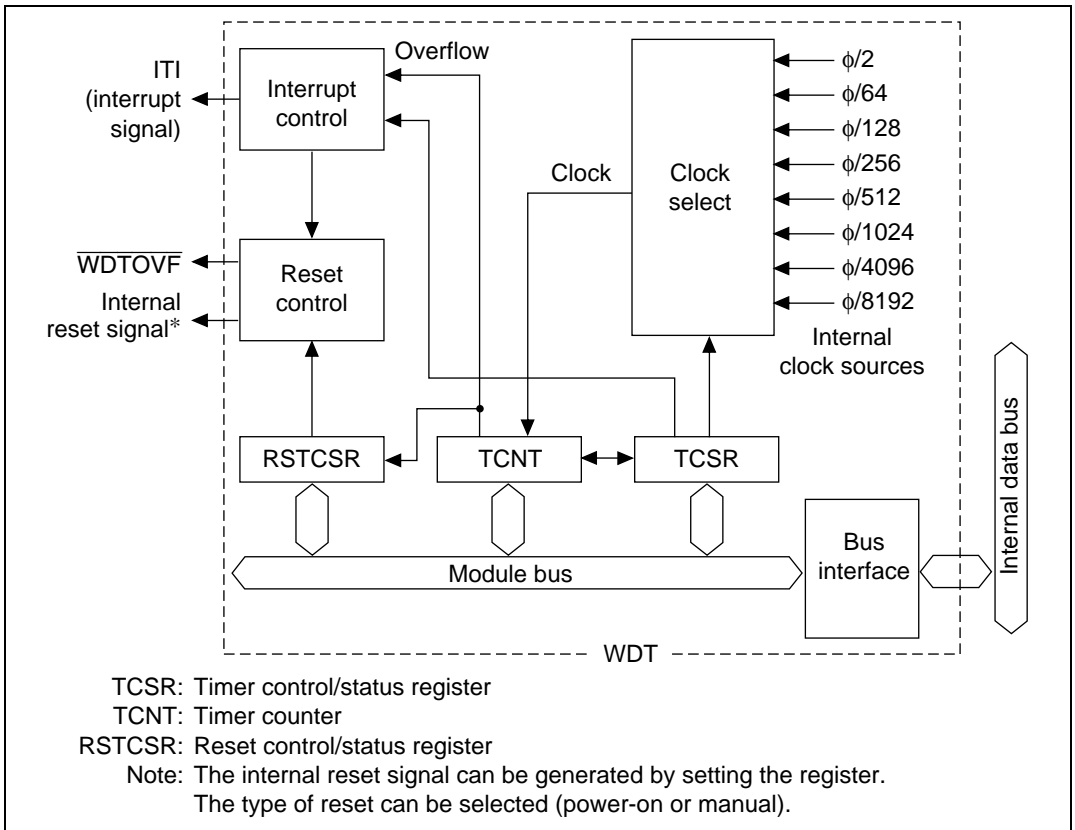 Overflow
ITI
(interrupt
signal)
Interrupt
control
Clock
Clock
select
ϕ/2
ϕ/64
ϕ/128
ϕ/256
ϕ/512
ϕ/1024
ϕ/4096
ϕ/8192
Internal
clock sources
W̅D̅T̅O̅V̅F̅
Internal
reset signal*
Reset
control
RSTCSR
TCNT
TCSR
Module bus
Bus
interface
Internal data bus
WDT
TCSR: Timer control/status register
TCNT: Timer counter
RSTCSR: Reset control/status register
Note: The internal reset signal can be generated by setting the register.
The type of reset can be selected (power-on or manual).